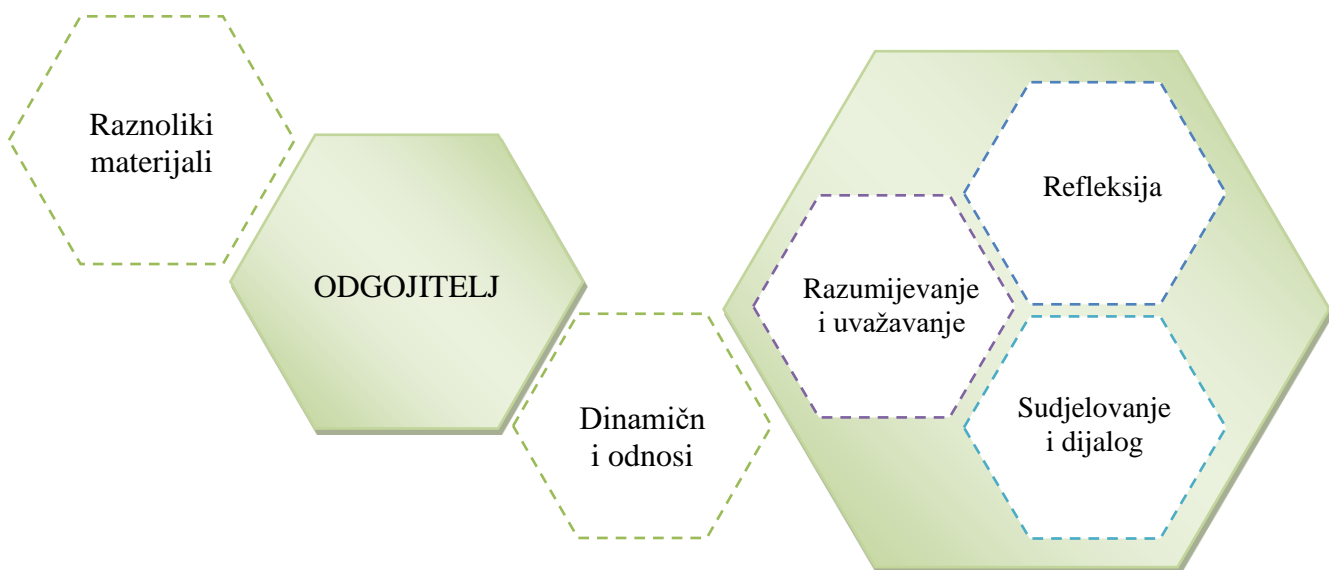 Raznoliki
materijali
ODGOJITELJ
Dinamičn
i odnosi
Razumijevanje
i uvažavanje
Refleksija
Sudjelovanje
i dijalog